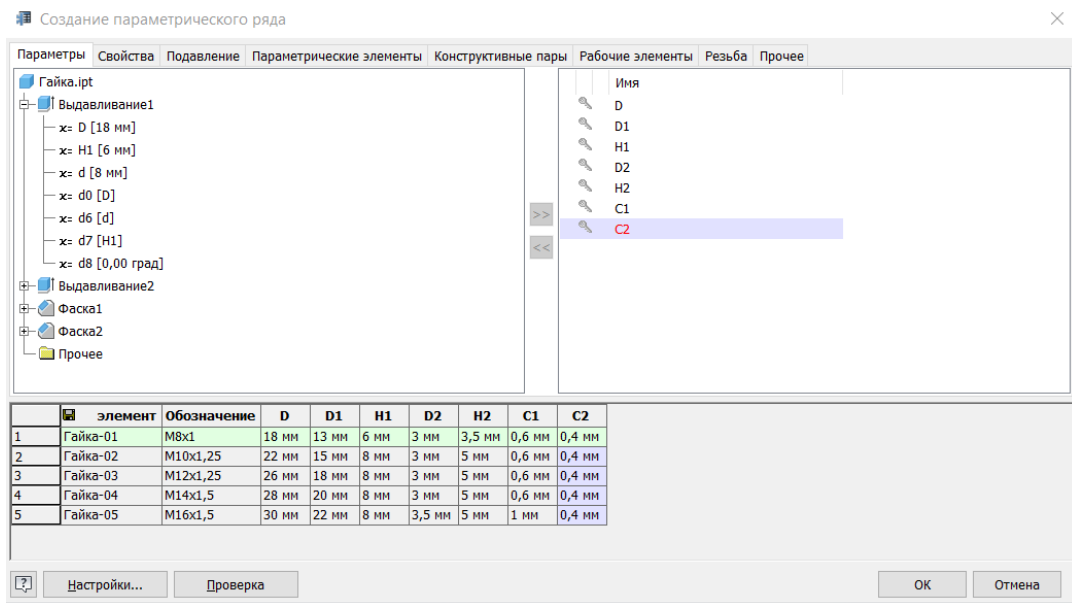 Создание параметрического ряда
Параметры Свойства Подавление Параметрические элементы Конструктивные пары Рабочие элементы Резьба Прочее
Гайка.ipt
Выдавливание1
x= D [18 мм]
x= H1 [6 мм]
x= d [8 мм]
x= d0 [D]
x= d6 [d]
x= d7 [H1]
x= d8 [0,00 град]
Выдавливание2
Фаска1
Фаска2
Прочее
>>
<<
Имя
D
D1
H1
D2
H2
C1
C2
элемент Обозначение D D1 H1 D2 H2 C1 C2
1 Гайка-01 M8x1 18 мм 13 мм 6 мм 3 мм 3,5 мм 0,6 мм 0,4 мм
2 Гайка-02 M10x1,25 22 мм 15 мм 8 мм 3 мм 5 мм 0,6 мм 0,4 мм
3 Гайка-03 M12x1,25 26 мм 18 мм 8 мм 3 мм 5 мм 0,6 мм 0,4 мм
4 Гайка-04 M14x1,5 28 мм 20 мм 8 мм 3 мм 5 мм 0,6 мм 0,4 мм
5 Гайка-05 M16x1,5 30 мм 22 мм 8 мм 3,5 мм 5 мм 1 мм 0,4 мм
? Настройки... Проверка OK Отмена